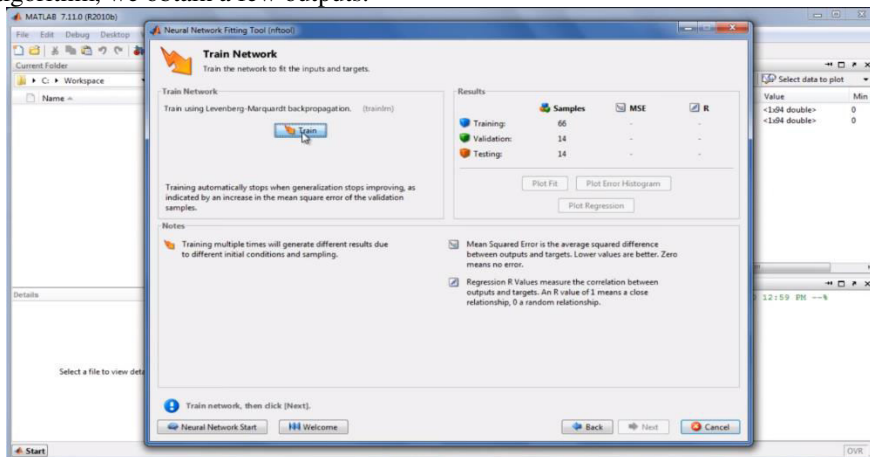 algorithm, we obtain a few outputs.
MATLAB 7.11.0 (R2010b)
File Edit Debug Desktop
Current Folder
C: Workspace
Name
Details
Select a file to view deta
Start
Neural Network Fitting Tool (nftool)
Train Network
Train the network to fit the inputs and targets.
Train Network
Train using Levenberg-Marquardt backpropagation. (trainlm)
Train
Training automatically stops when generalization stops improving, as
indicated by an increase in the mean square error of the validation
samples.
Results
Samples MSE R
Training: 66 - -
Validation: 14 - -
Testing: 14 - -
Plot Fit Plot Error Histogram
Plot Regression
Notes
Training multiple times will generate different results due
to different initial conditions and sampling.
Mean Squared Error is the average squared difference
between outputs and targets. Lower values are better. Zero
means no error.
Regression R Values measure the correlation between
outputs and targets. An R value of 1 means a close
relationship, 0 a random relationship.
Train network, then click [Next].
Neural Network Start Welcome Back Next Cancel
Select data to plot
Value Min
<1x94 double> 0
<1x94 double> 0
12:59 PM --%
OVR